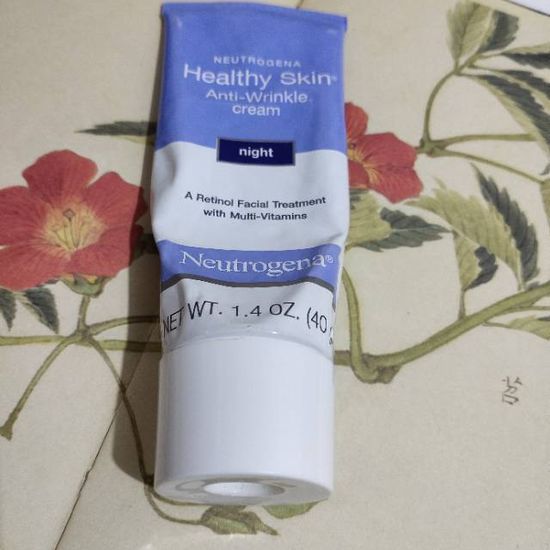 NEUTROGENA
Healthy Skin®
Anti-Wrinkle
cream
night
A Retinol Facial Treatment
with Multi-Vitamins
Neutrogena®
NET WT. 1.4 OZ. (40